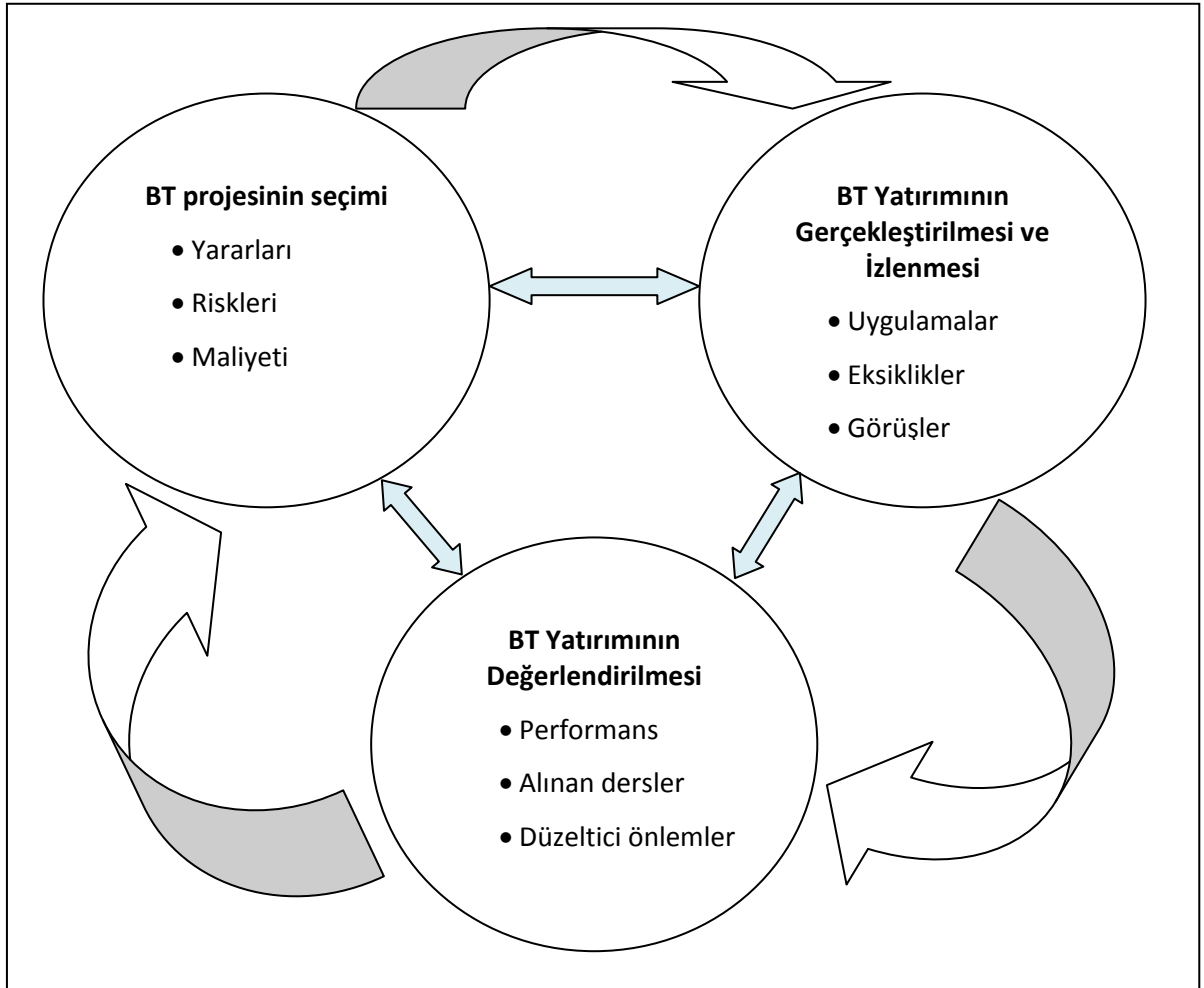 BT projesinin seçimi
• Yararları
• Riskleri
• Maliyeti
BT Yatırımının
Gerçekleştirilmesi ve
İzlenmesi
• Uygulamalar
• Eksiklikler
• Görüşler
BT Yatırımının
Değerlendirilmesi
• Performans
• Alınan dersler
• Düzeltici önlemler